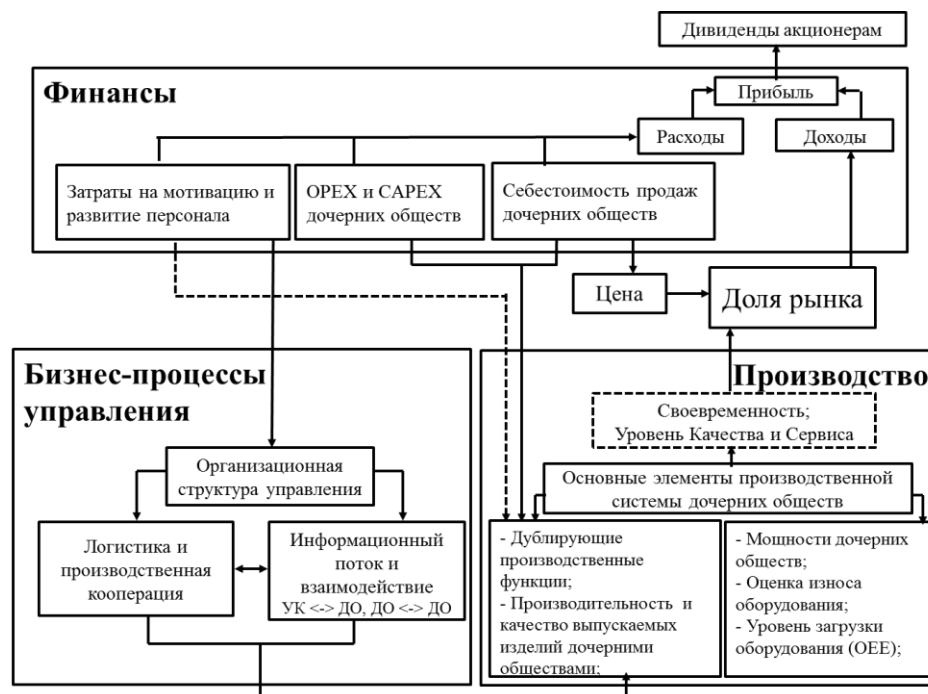 Дивиденды акционерам
Финансы
Прибыль
Расходы
Доходы
Затраты на мотивацию и
развитие персонала
OPEX и CAPEX
дочерних обществ
Себестоимость продаж
дочерних обществ
Цена
Доля рынка
Бизнес-процессы
управления
Организационная
структура управления
Логистика и
производственная
кооперация
Информационный
поток и
взаимодействие
УК <-> ДО, ДО <-> ДО
Производство
Своевременность;
Уровень Качества и Сервиса
Основные элементы производственной
системы дочерних обществ
- Дублирующие
производственные
функции;
- Производительность и
качество выпускаемых
изделий дочерними
обществами;
- Мощности дочерних
обществ;
- Оценка износа
оборудования;
- Уровень загрузки
оборудования (OEE);